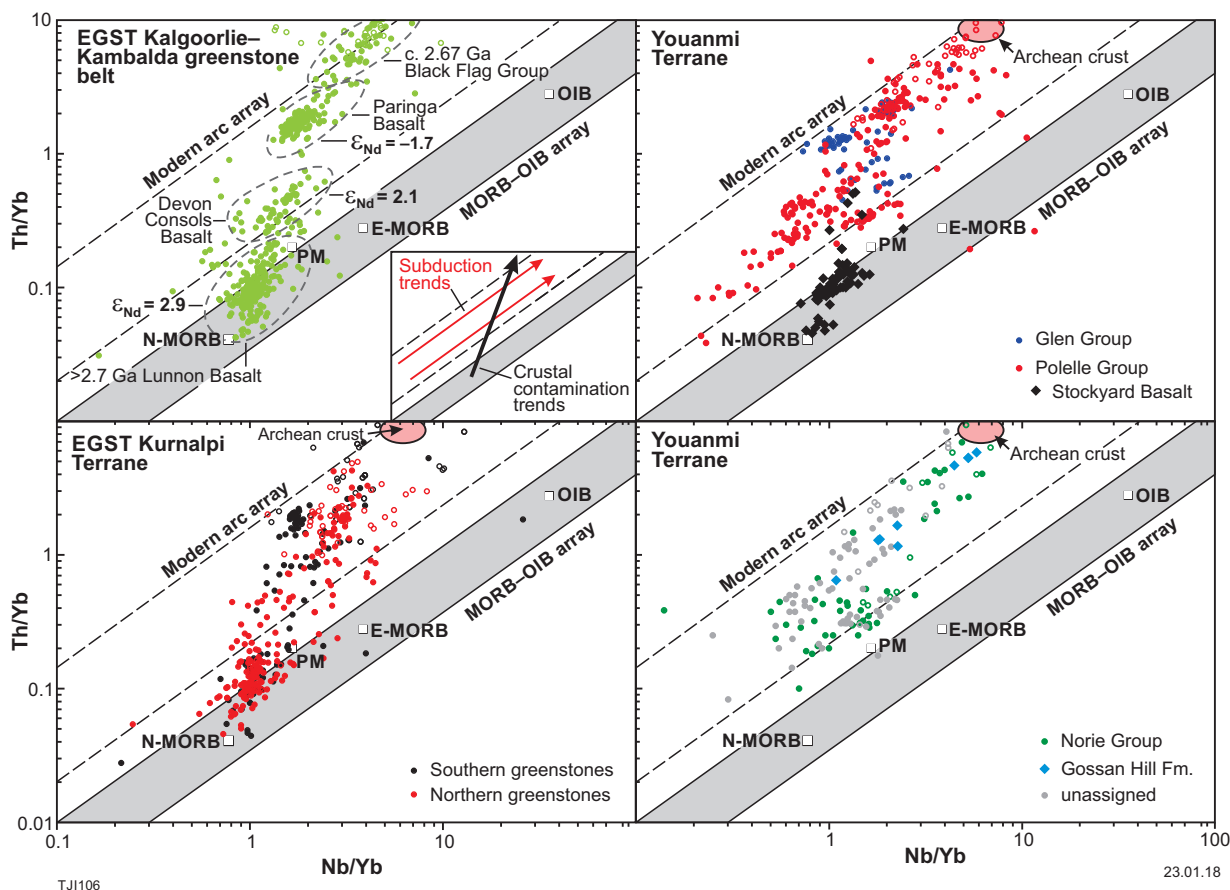 EGST Kalgoorlie–
Kambalda greenstone
belt
c. 2.67 Ga
Black Flag Group
Paringa
Basalt
εNd = –1.7
Modern arc array
OIB
MORB–OIB array
Devon
Consols
Basalt
εNd = 2.1
E-MORB
PM
εNd = 2.9
N-MORB
>2.7 Ga Lunnon Basalt
Subduction
trends
Crustal
contamination
trends
Th/Yb
10
1
0.1
Youanmi
Terrane
Archean crust
Modern arc array
OIB
MORB–OIB array
E-MORB
PM
N-MORB
Glen Group
Polelle Group
Stockyard Basalt
EGST Kurnalpi
Terrane
Archean crust
Modern arc array
OIB
MORB–OIB array
E-MORB
PM
N-MORB
Southern greenstones
Northern greenstones
Th/Yb
1
0.1
0.01
0.1
1
10
Nb/Yb
Youanmi
Terrane
Archean crust
Modern arc array
OIB
MORB–OIB array
E-MORB
PM
N-MORB
Norie Group
Gossan Hill Fm.
unassigned
1
10
100
Nb/Yb
TJI106
23.01.18